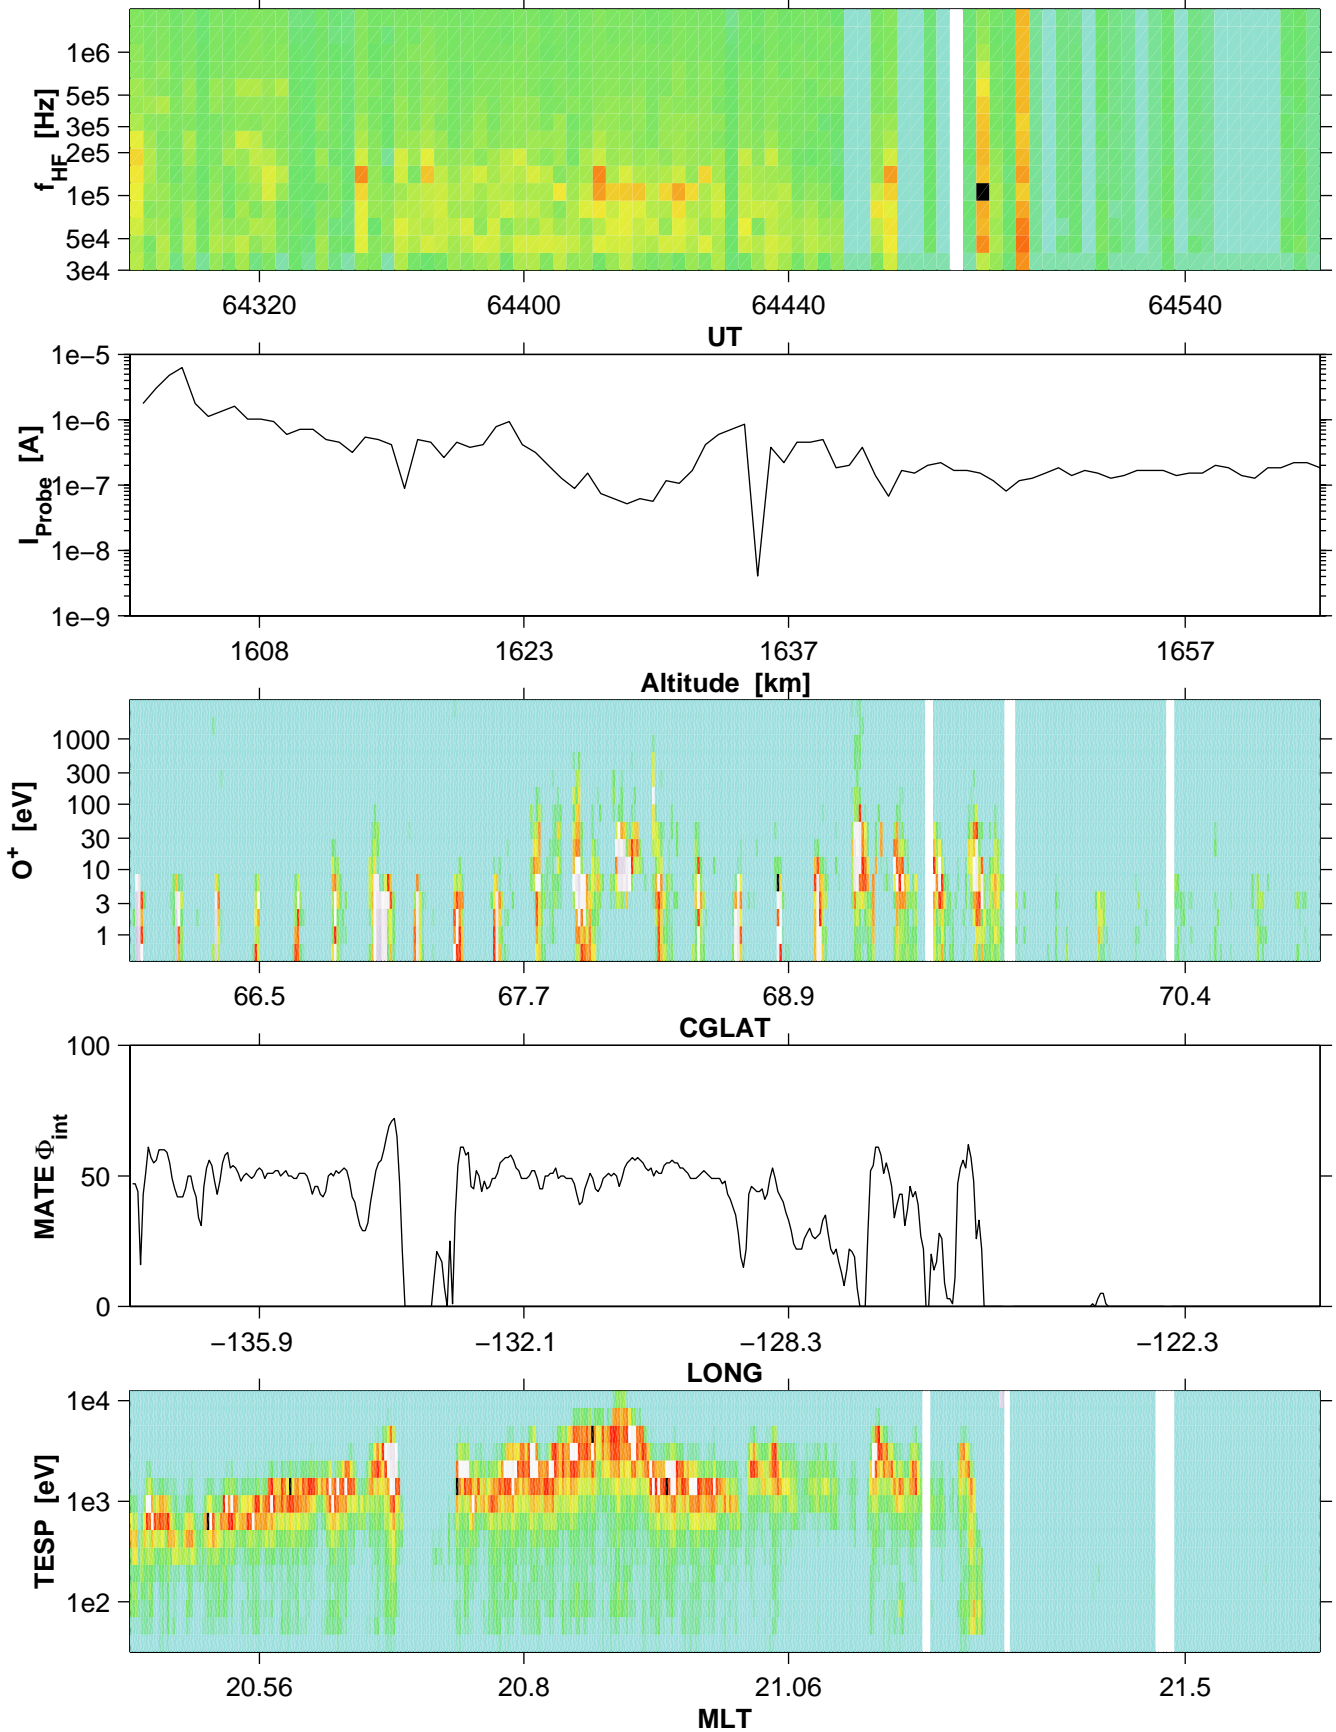 1e6
5e5
3e5
2e5
1e5
5e4
3e4
f_HF [Hz]
64320 64400 64440 64540
UT
1e−5
1e−6
1e−7
1e−8
1e−9
I_Probe [A]
1608 1623 1637 1657
Altitude [km]
1000
300
100
30
10
3
1
O⁺ [eV]
66.5 67.7 68.9 70.4
CGLAT
100
50
0
MATE Φ_int
−135.9 −132.1 −128.3 −122.3
LONG
1e4
1e3
1e2
TESP [eV]
20.56 20.8 21.06 21.5
MLT